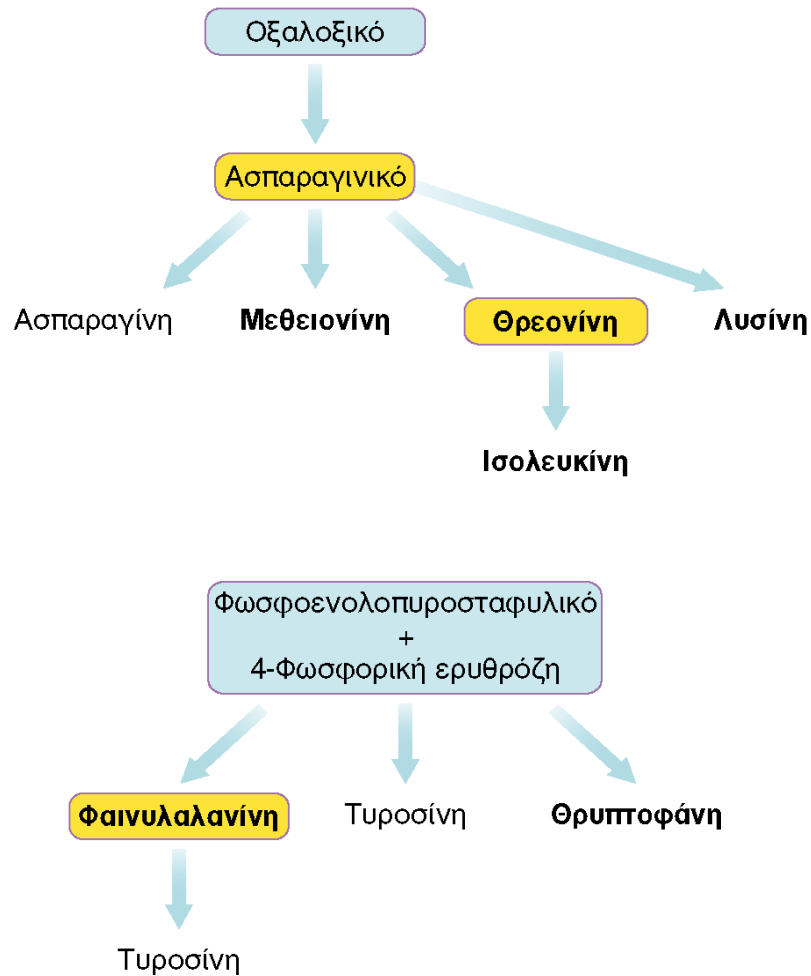 Οξαλοξικό
Ασπαραγινικό
Ασπαραγίνη
Μεθειονίνη
Θρεονίνη
Λυσίνη
Ισολευκίνη
Φωσφοενολοπυροσταφυλικό
+
4-Φωσφορική ερυθρόζη
Φαινυλαλανίνη
Τυροσίνη
Θρυπτοφάνη
Τυροσίνη